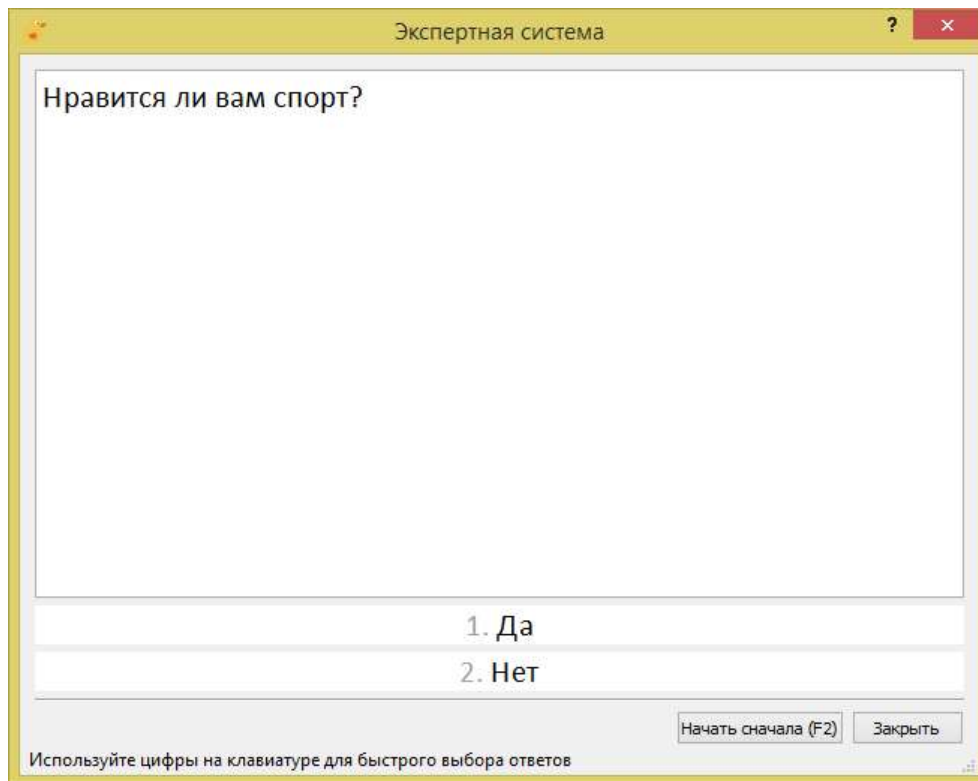 Экспертная система
?
Нравится ли вам спорт?
1. Да
2. Нет
Начать сначала (F2) Закрыть
Используйте цифры на клавиатуре для быстрого выбора ответов